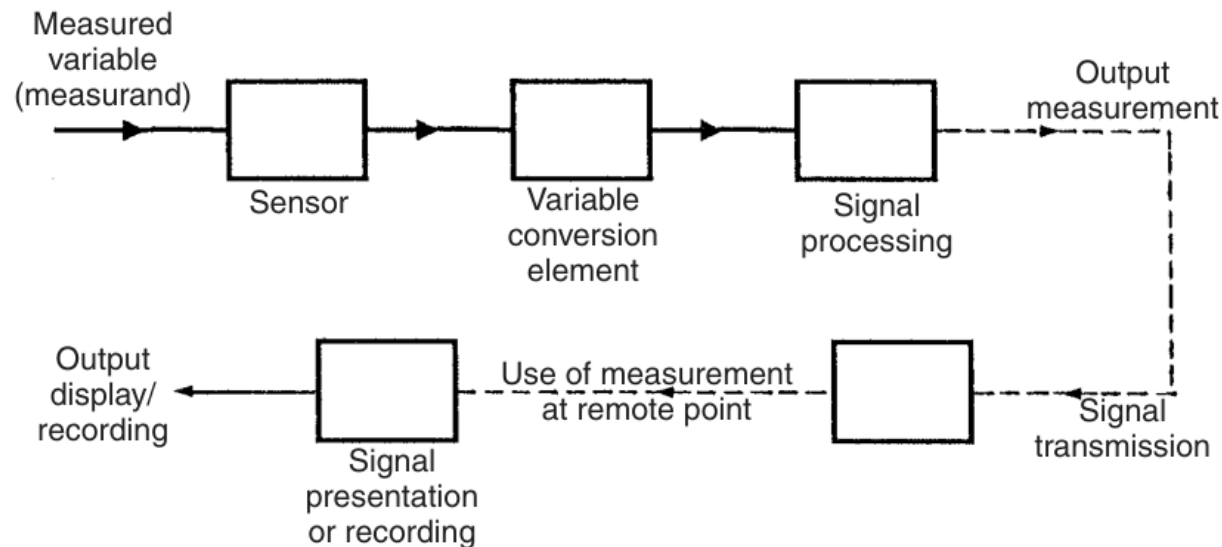 Measured
variable
(measurand)
Sensor
Variable
conversion
element
Signal
processing
Output
measurement
Signal
transmission
Use of measurement
at remote point
Signal
presentation
or recording
Output
display/
recording